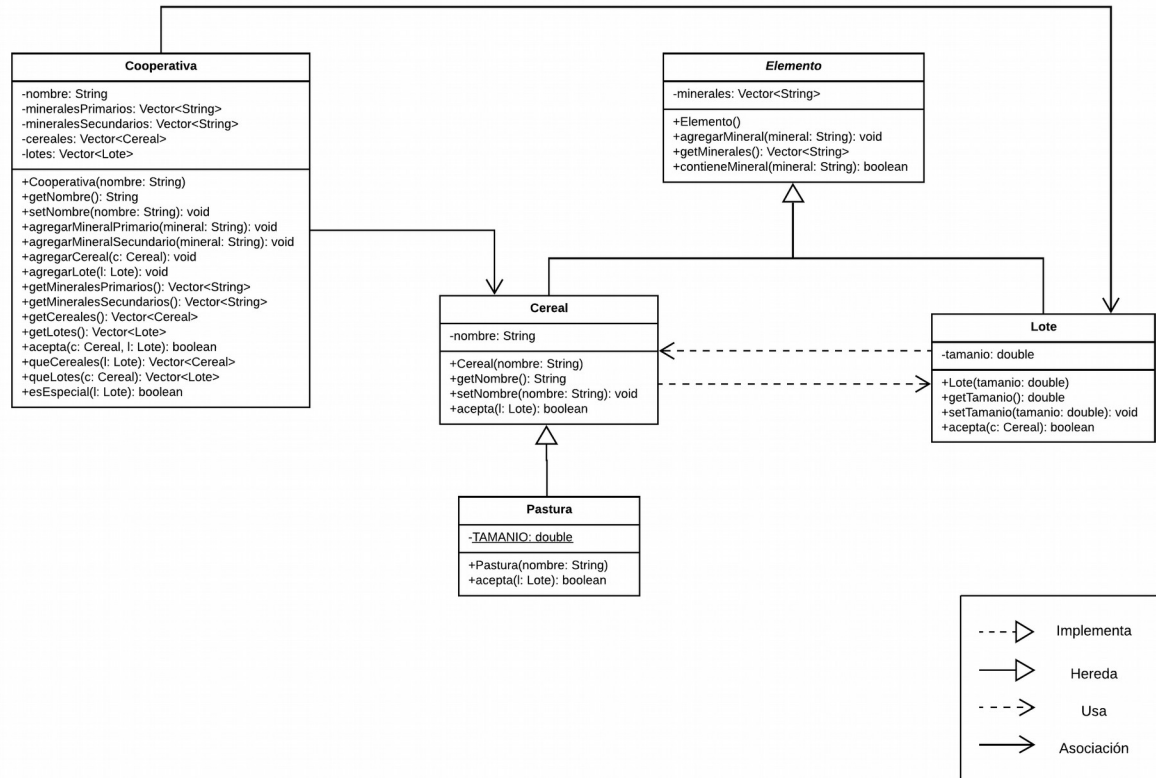 Cooperativa
-nombre: String
-mineralesPrimarios: Vector<String>
-mineralesSecundarios: Vector<String>
-cereales: Vector<Cereal>
-lotes: Vector<Lote>
+Cooperativa(nombre: String)
+getNombre(): String
+setNombre(nombre: String): void
+agregarMineralPrimario(mineral: String): void
+agregarMineralSecundario(mineral: String): void
+agregarCereal(c: Cereal): void
+agregarLote(l: Lote): void
+getMineralesPrimarios(): Vector<String>
+getMineralesSecundarios(): Vector<String>
+getCereales(): Vector<Cereal>
+getLotes(): Vector<Lote>
+acepta(c: Cereal, l: Lote): boolean
+queCereales(l: Lote): Vector<Cereal>
+queLotes(c: Cereal): Vector<Lote>
+esEspecial(l: Lote): boolean
Elemento
-minerales: Vector<String>
+Elemento()
+agregarMineral(mineral: String): void
+getMinerales(): Vector<String>
+contieneMineral(mineral: String): boolean
Cereal
-nombre: String
+Cereal(nombre: String)
+getNombre(): String
+setNombre(nombre: String): void
+acepta(l: Lote): boolean
Lote
-tamanio: double
+Lote(tamanio: double)
+getTamanio(): double
+setTamanio(tamanio: double): void
+acepta(c: Cereal): boolean
Pastura
-TAMANIO: double
+Pastura(nombre: String)
+acepta(l: Lote): boolean
Implementa
Hereda
Usa
Asociación